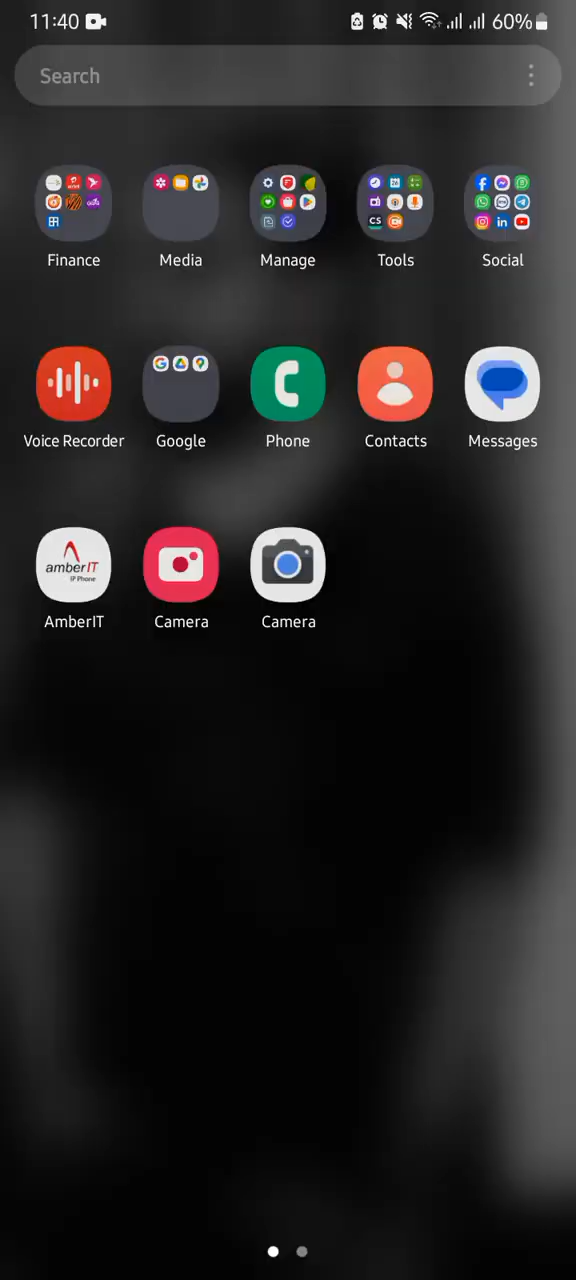 11:40 60%
Search
Finance Media Manage Tools Social
Voice Recorder Google Phone Contacts Messages
amberIT
IP Phone
AmberIT Camera Camera